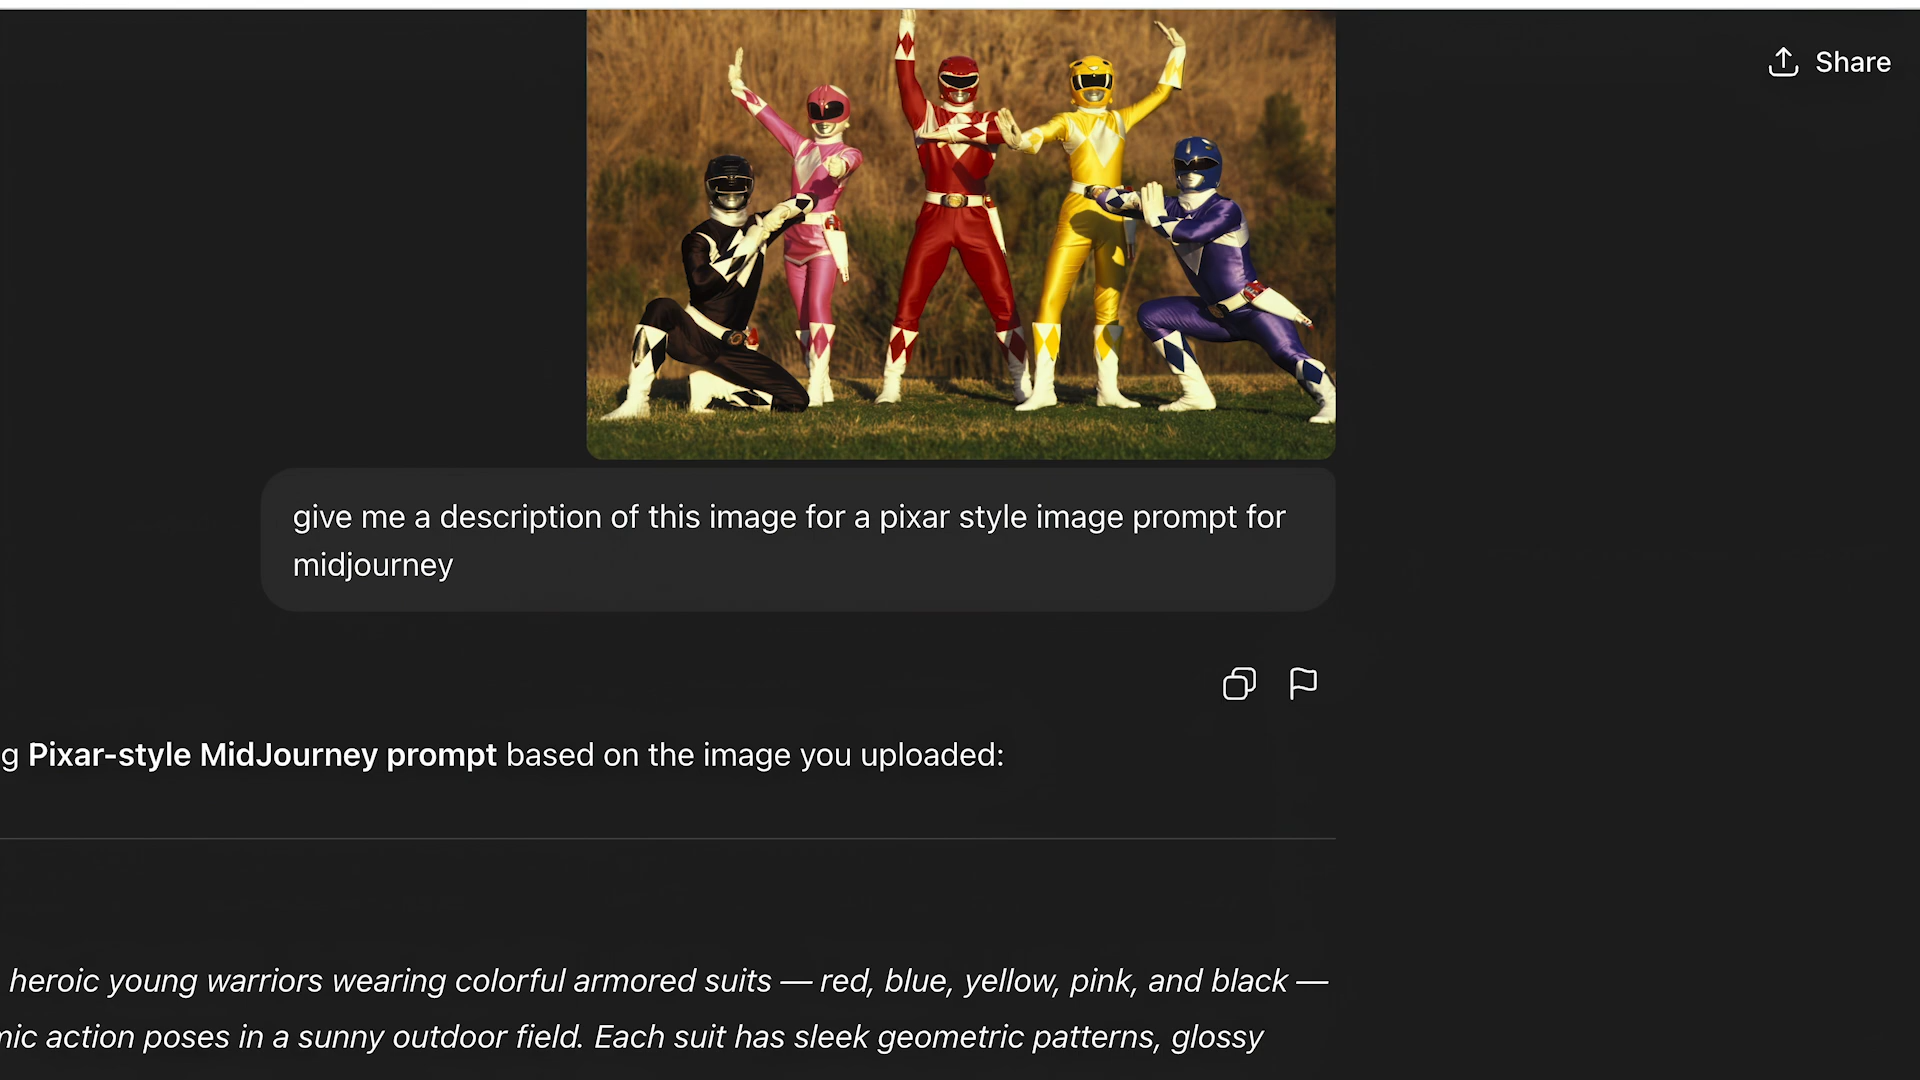 Share
give me a description of this image for a pixar style image prompt for
midjourney
g Pixar-style MidJourney prompt based on the image you uploaded:
heroic young warriors wearing colorful armored suits — red, blue, yellow, pink, and black —
mic action poses in a sunny outdoor field. Each suit has sleek geometric patterns, glossy